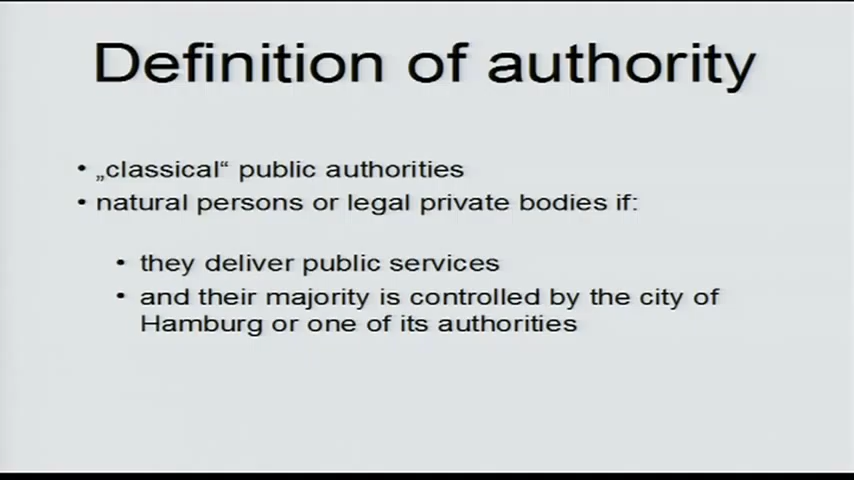 Definition of authority
• „classical“ public authorities
• natural persons or legal private bodies if:
• they deliver public services
• and their majority is controlled by the city of
Hamburg or one of its authorities